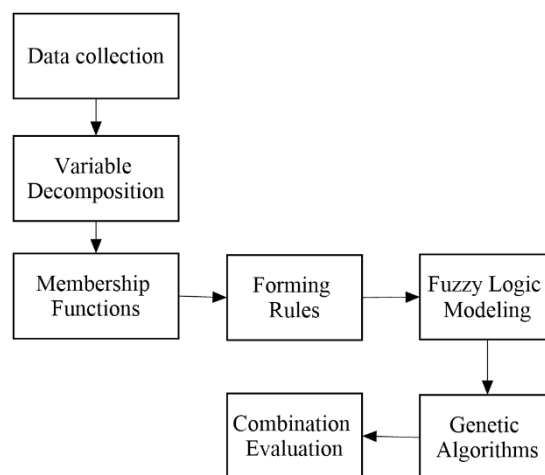 Data collection
Variable
Decomposition
Membership
Functions
Forming
Rules
Fuzzy Logic
Modeling
Genetic
Algorithms
Combination
Evaluation